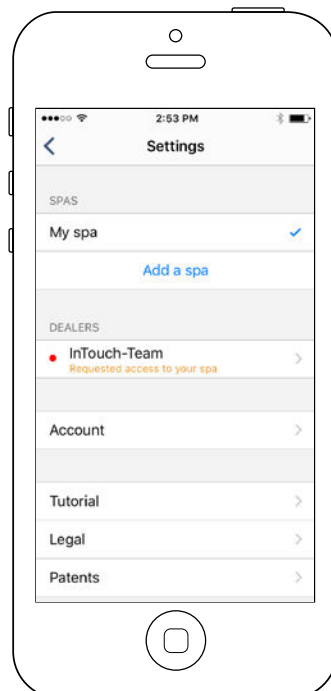 2:53 PM
Settings
SPAS
My spa
Add a spa
DEALERS
InTouch-Team
Requested access to your spa
Account
Tutorial
Legal
Patents